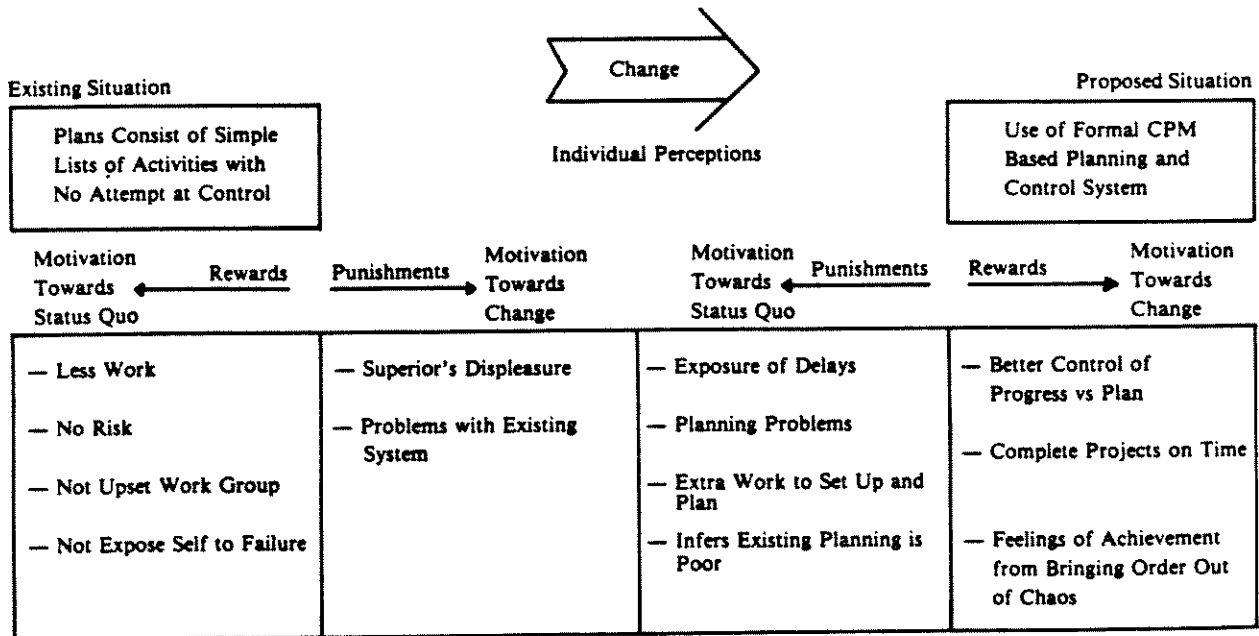 Change
Existing Situation
Proposed Situation
Plans Consist of Simple
Lists of Activities with
No Attempt at Control
Individual Perceptions
Use of Formal CPM
Based Planning and
Control System
Motivation
Towards
Status Quo
Rewards
Punishments
Motivation
Towards
Change
Motivation
Towards
Status Quo
Punishments
Rewards
Motivation
Towards
Change
— Less Work
— No Risk
— Not Upset Work Group
— Not Expose Self to Failure
— Superior's Displeasure
— Problems with Existing
System
— Exposure of Delays
— Planning Problems
— Extra Work to Set Up and
Plan
— Infers Existing Planning is
Poor
— Better Control of
Progress vs Plan
— Complete Projects on Time
— Feelings of Achievement
from Bringing Order Out
of Chaos